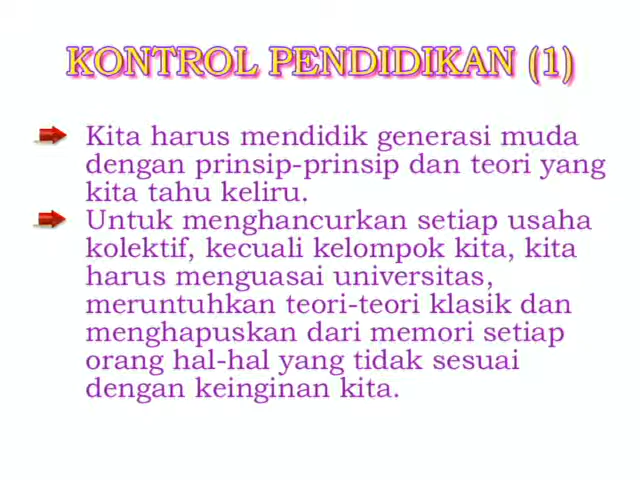 KONTROL PENDIDIKAN (1)
Kita harus mendidik generasi muda
dengan prinsip-prinsip dan teori yang
kita tahu keliru.
Untuk menghancurkan setiap usaha
kolektif, kecuali kelompok kita, kita
harus menguasai universitas,
meruntuhkan teori-teori klasik dan
menghapuskan dari memori setiap
orang hal-hal yang tidak sesuai
dengan keinginan kita.